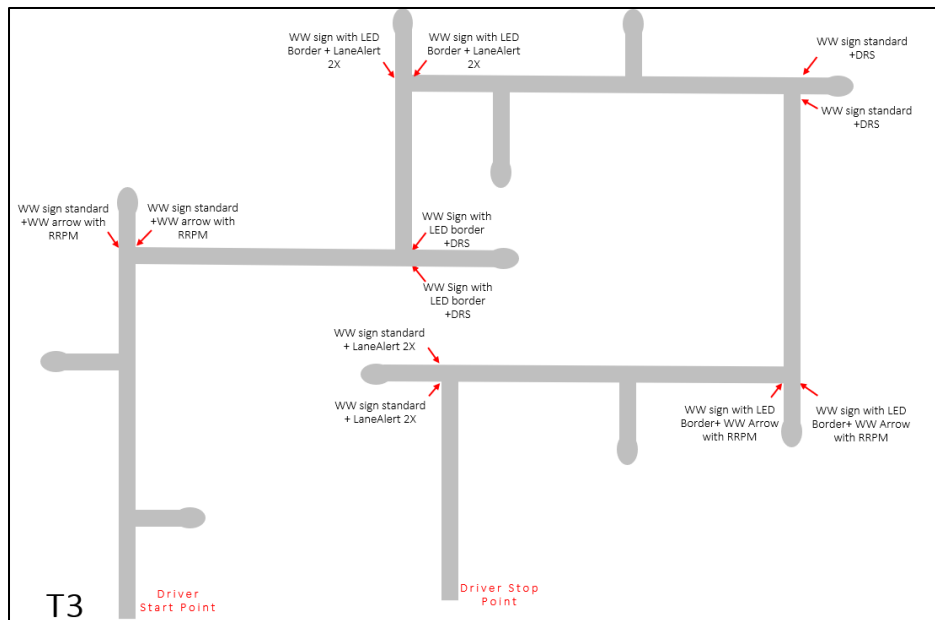 WW sign with LED
Border + LaneAlert
2X
WW sign with LED
Border + LaneAlert
2X
WW sign standard
+DRS
WW sign standard
+DRS
WW sign standard
+WW arrow with
RRPM
WW sign standard
+WW arrow with
RRPM
WW Sign with
LED border
+DRS
WW Sign with
LED border
+DRS
WW sign standard
+ LaneAlert 2X
WW sign standard
+ LaneAlert 2X
WW sign with LED
Border+ WW Arrow
with RRPM
WW sign with LED
Border+ WW Arrow
with RRPM
T3
Driver
Start Point
Driver Stop
Point